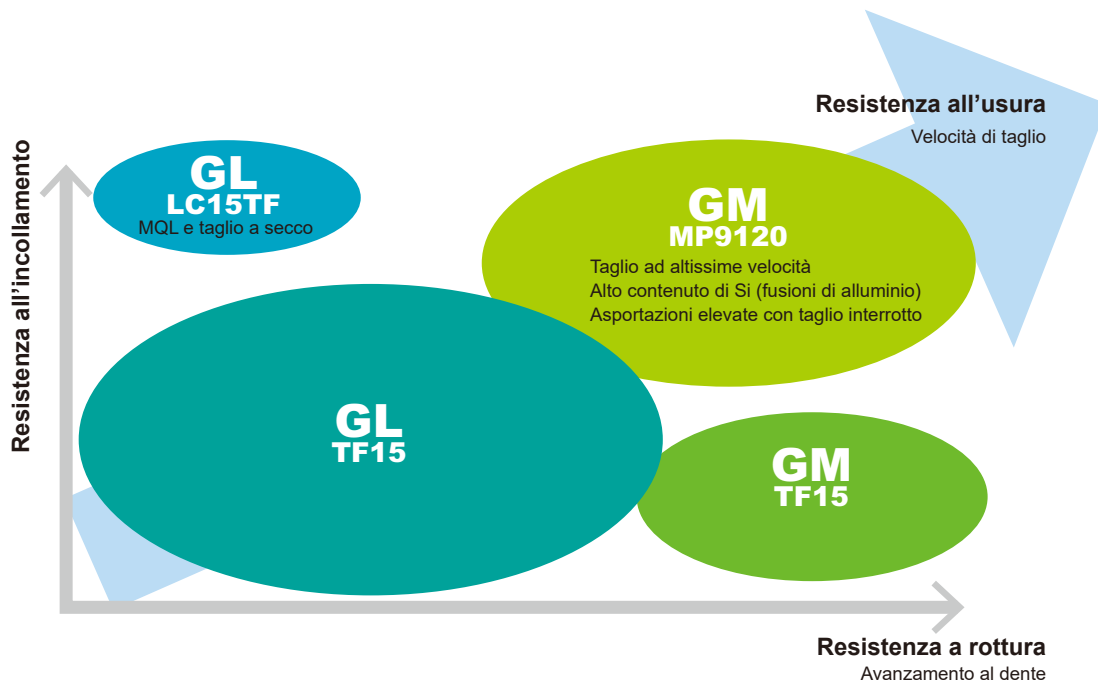 Resistenza all'usura
Velocità di taglio
Resistenza all'incollamento
GL
LC15TF
MQL e taglio a secco
GM
MP9120
Taglio ad altissime velocità
Alto contenuto di Si (fusioni di alluminio)
Asportazioni elevate con taglio interrotto
GL
TF15
GM
TF15
Resistenza a rottura
Avanzamento al dente